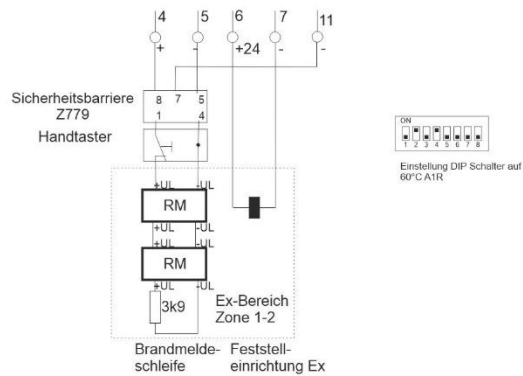 4 5 6 7 11
+ - +24 - -
Sicherheitsbarriere
Z779
8 7 5
1 4
Handtaster
+UL -UL
RM
+UL -UL
+UL -UL
RM
+UL -UL
3k9
Ex-Bereich
Zone 1-2
Brandmelde-
schleife
Feststell-
einrichtung Ex
ON
1 2 3 4 5 6 7 8
Einstellung DIP Schalter auf
60°C A1R